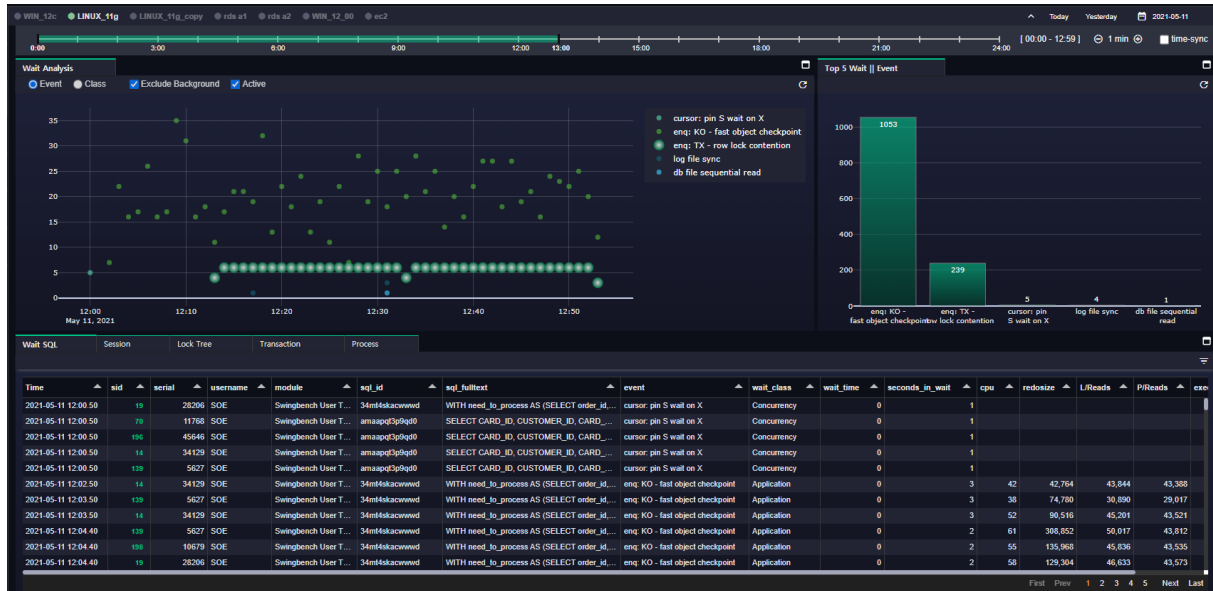 WIN_12c LINUX_11g LINUX_11g_copy rds a1 rds a2 WIN_12_00 ec2 Today Yesterday 2021-05-11
0:00 3:00 6:00 9:00 12:00 13:00 15:00 18:00 21:00 24:00 [ 00:00 - 12:59 ] 1 min time-sync
Wait Analysis
Event Class Exclude Background Active
35
30
25
20
15
10
5
0
12:00 12:10 12:20 12:30 12:40 12:50
May 11, 2021
cursor: pin S wait on X
enq: KO - fast object checkpoint
enq: TX - row lock contention
log file sync
db file sequential read
Top 5 Wait || Event
1000
800
600
400
200
0
1053
239
5
4
1
enq: KO -
fast object checkpoint
enq: TX -
row lock contention
cursor: pin
S wait on X
log file sync
db file sequential
read
Wait SQL Session Lock Tree Transaction Process
Time sid serial username module sql_id sql_fulltext event wait_class wait_time seconds_in_wait cpu redosize L/Reads P/Reads exec
2021-05-11 12:00.50 19 28206 SOE Swingbench User T... 34mf4skacwwwd WITH need_to_process AS (SELECT order_id,... cursor: pin S wait on X Concurrency 0 1
2021-05-11 12:00.50 70 11768 SOE Swingbench User T... amaapqt3p9qd0 SELECT CARD_ID, CUSTOMER_ID, CARD_... cursor: pin S wait on X Concurrency 0 1
2021-05-11 12:00.50 196 45646 SOE Swingbench User T... amaapqt3p9qd0 SELECT CARD_ID, CUSTOMER_ID, CARD_... cursor: pin S wait on X Concurrency 0 1
2021-05-11 12:00.50 14 34129 SOE Swingbench User T... amaapqt3p9qd0 SELECT CARD_ID, CUSTOMER_ID, CARD_... cursor: pin S wait on X Concurrency 0 1
2021-05-11 12:00.50 139 5627 SOE Swingbench User T... amaapqt3p9qd0 SELECT CARD_ID, CUSTOMER_ID, CARD_... cursor: pin S wait on X Concurrency 0 1
2021-05-11 12:02.50 14 34129 SOE Swingbench User T... 34mf4skacwwwd WITH need_to_process AS (SELECT order_id,... enq: KO - fast object checkpoint Application 0 3 42 42,764 43,844 43,388
2021-05-11 12:03.50 139 5627 SOE Swingbench User T... 34mf4skacwwwd WITH need_to_process AS (SELECT order_id,... enq: KO - fast object checkpoint Application 0 3 38 74,780 30,890 29,017
2021-05-11 12:03.50 14 34129 SOE Swingbench User T... 34mf4skacwwwd WITH need_to_process AS (SELECT order_id,... enq: KO - fast object checkpoint Application 0 3 52 90,516 45,201 43,521
2021-05-11 12:04.40 139 5627 SOE Swingbench User T... 34mf4skacwwwd WITH need_to_process AS (SELECT order_id,... enq: KO - fast object checkpoint Application 0 2 61 308,852 50,017 43,812
2021-05-11 12:04.40 198 10679 SOE Swingbench User T... 34mf4skacwwwd WITH need_to_process AS (SELECT order_id,... enq: KO - fast object checkpoint Application 0 2 55 135,968 45,836 43,535
2021-05-11 12:04.40 19 28206 SOE Swingbench User T... 34mf4skacwwwd WITH need_to_process AS (SELECT order_id,... enq: KO - fast object checkpoint Application 0 2 58 129,304 46,633 43,573
First Prev 1 2 3 4 5 Next Last